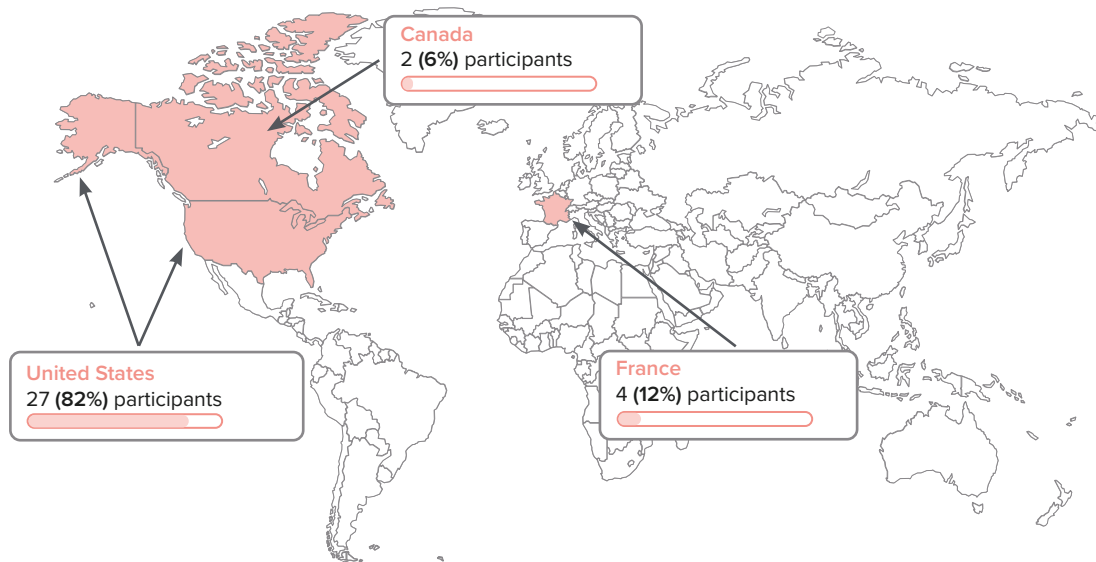 Canada
2 (6%) participants
United States
27 (82%) participants
France
4 (12%) participants